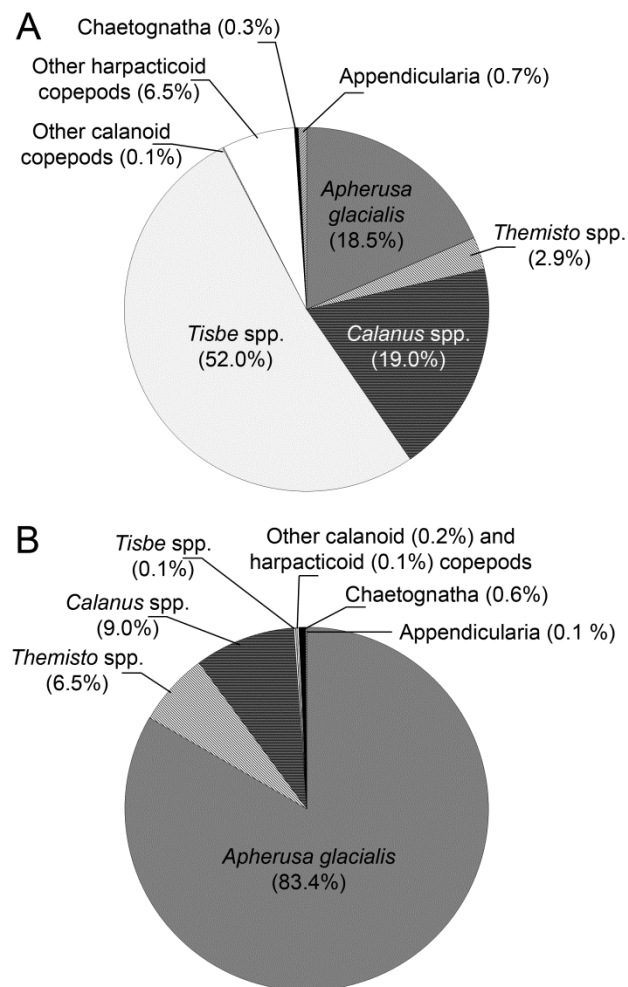 A
Chaetognatha (0.3%)
Other harpacticoid
copepods (6.5%)
Other calanoid
copepods (0.1%)
Appendicularia (0.7%)
Apherusa
glacialis
(18.5%)
Themisto spp.
(2.9%)
Tisbe spp.
(52.0%)
Calanus spp.
(19.0%)
B
Tisbe spp.
(0.1%)
Other calanoid (0.2%) and
harpacticoid (0.1%) copepods
Calanus spp.
(9.0%)
Chaetognatha (0.6%)
Appendicularia (0.1 %)
Themisto spp.
(6.5%)
Apherusa glacialis
(83.4%)